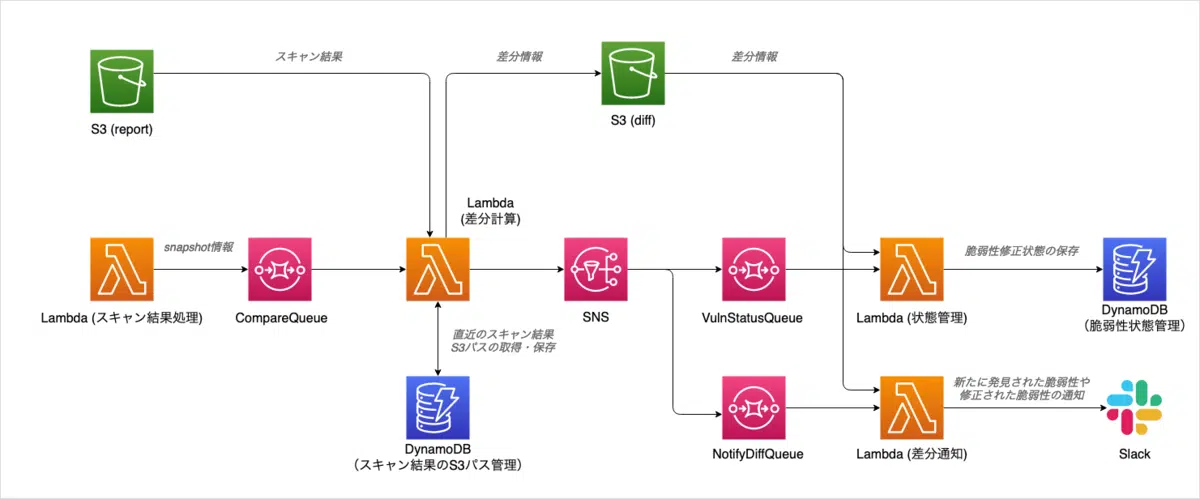 スキャン結果
差分情報
差分情報
S3 (report)
S3 (diff)
Lambda
(差分計算)
snapshot情報
脆弱性修正状態の保存
Lambda (スキャン結果処理)
CompareQueue
SNS
VulnStatusQueue
Lambda (状態管理)
DynamoDB
（脆弱性状態管理）
直近のスキャン結果
S3パスの取得・保存
新たに発見された脆弱性や
修正された脆弱性の通知
DynamoDB
（スキャン結果のS3パス管理）
NotifyDiffQueue
Lambda (差分通知)
Slack